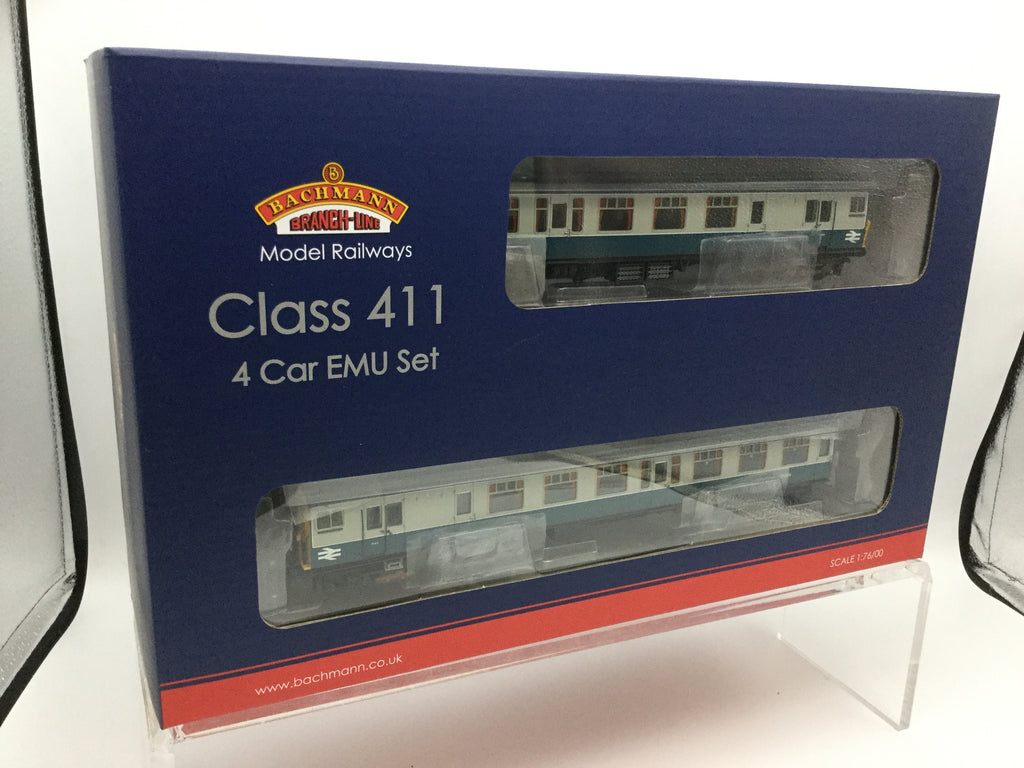 B
BACHMANN
BRANCH-LINE
Model Railways
Class 411
4 Car EMU Set
SCALE 1:76/00
www.bachmann.co.uk